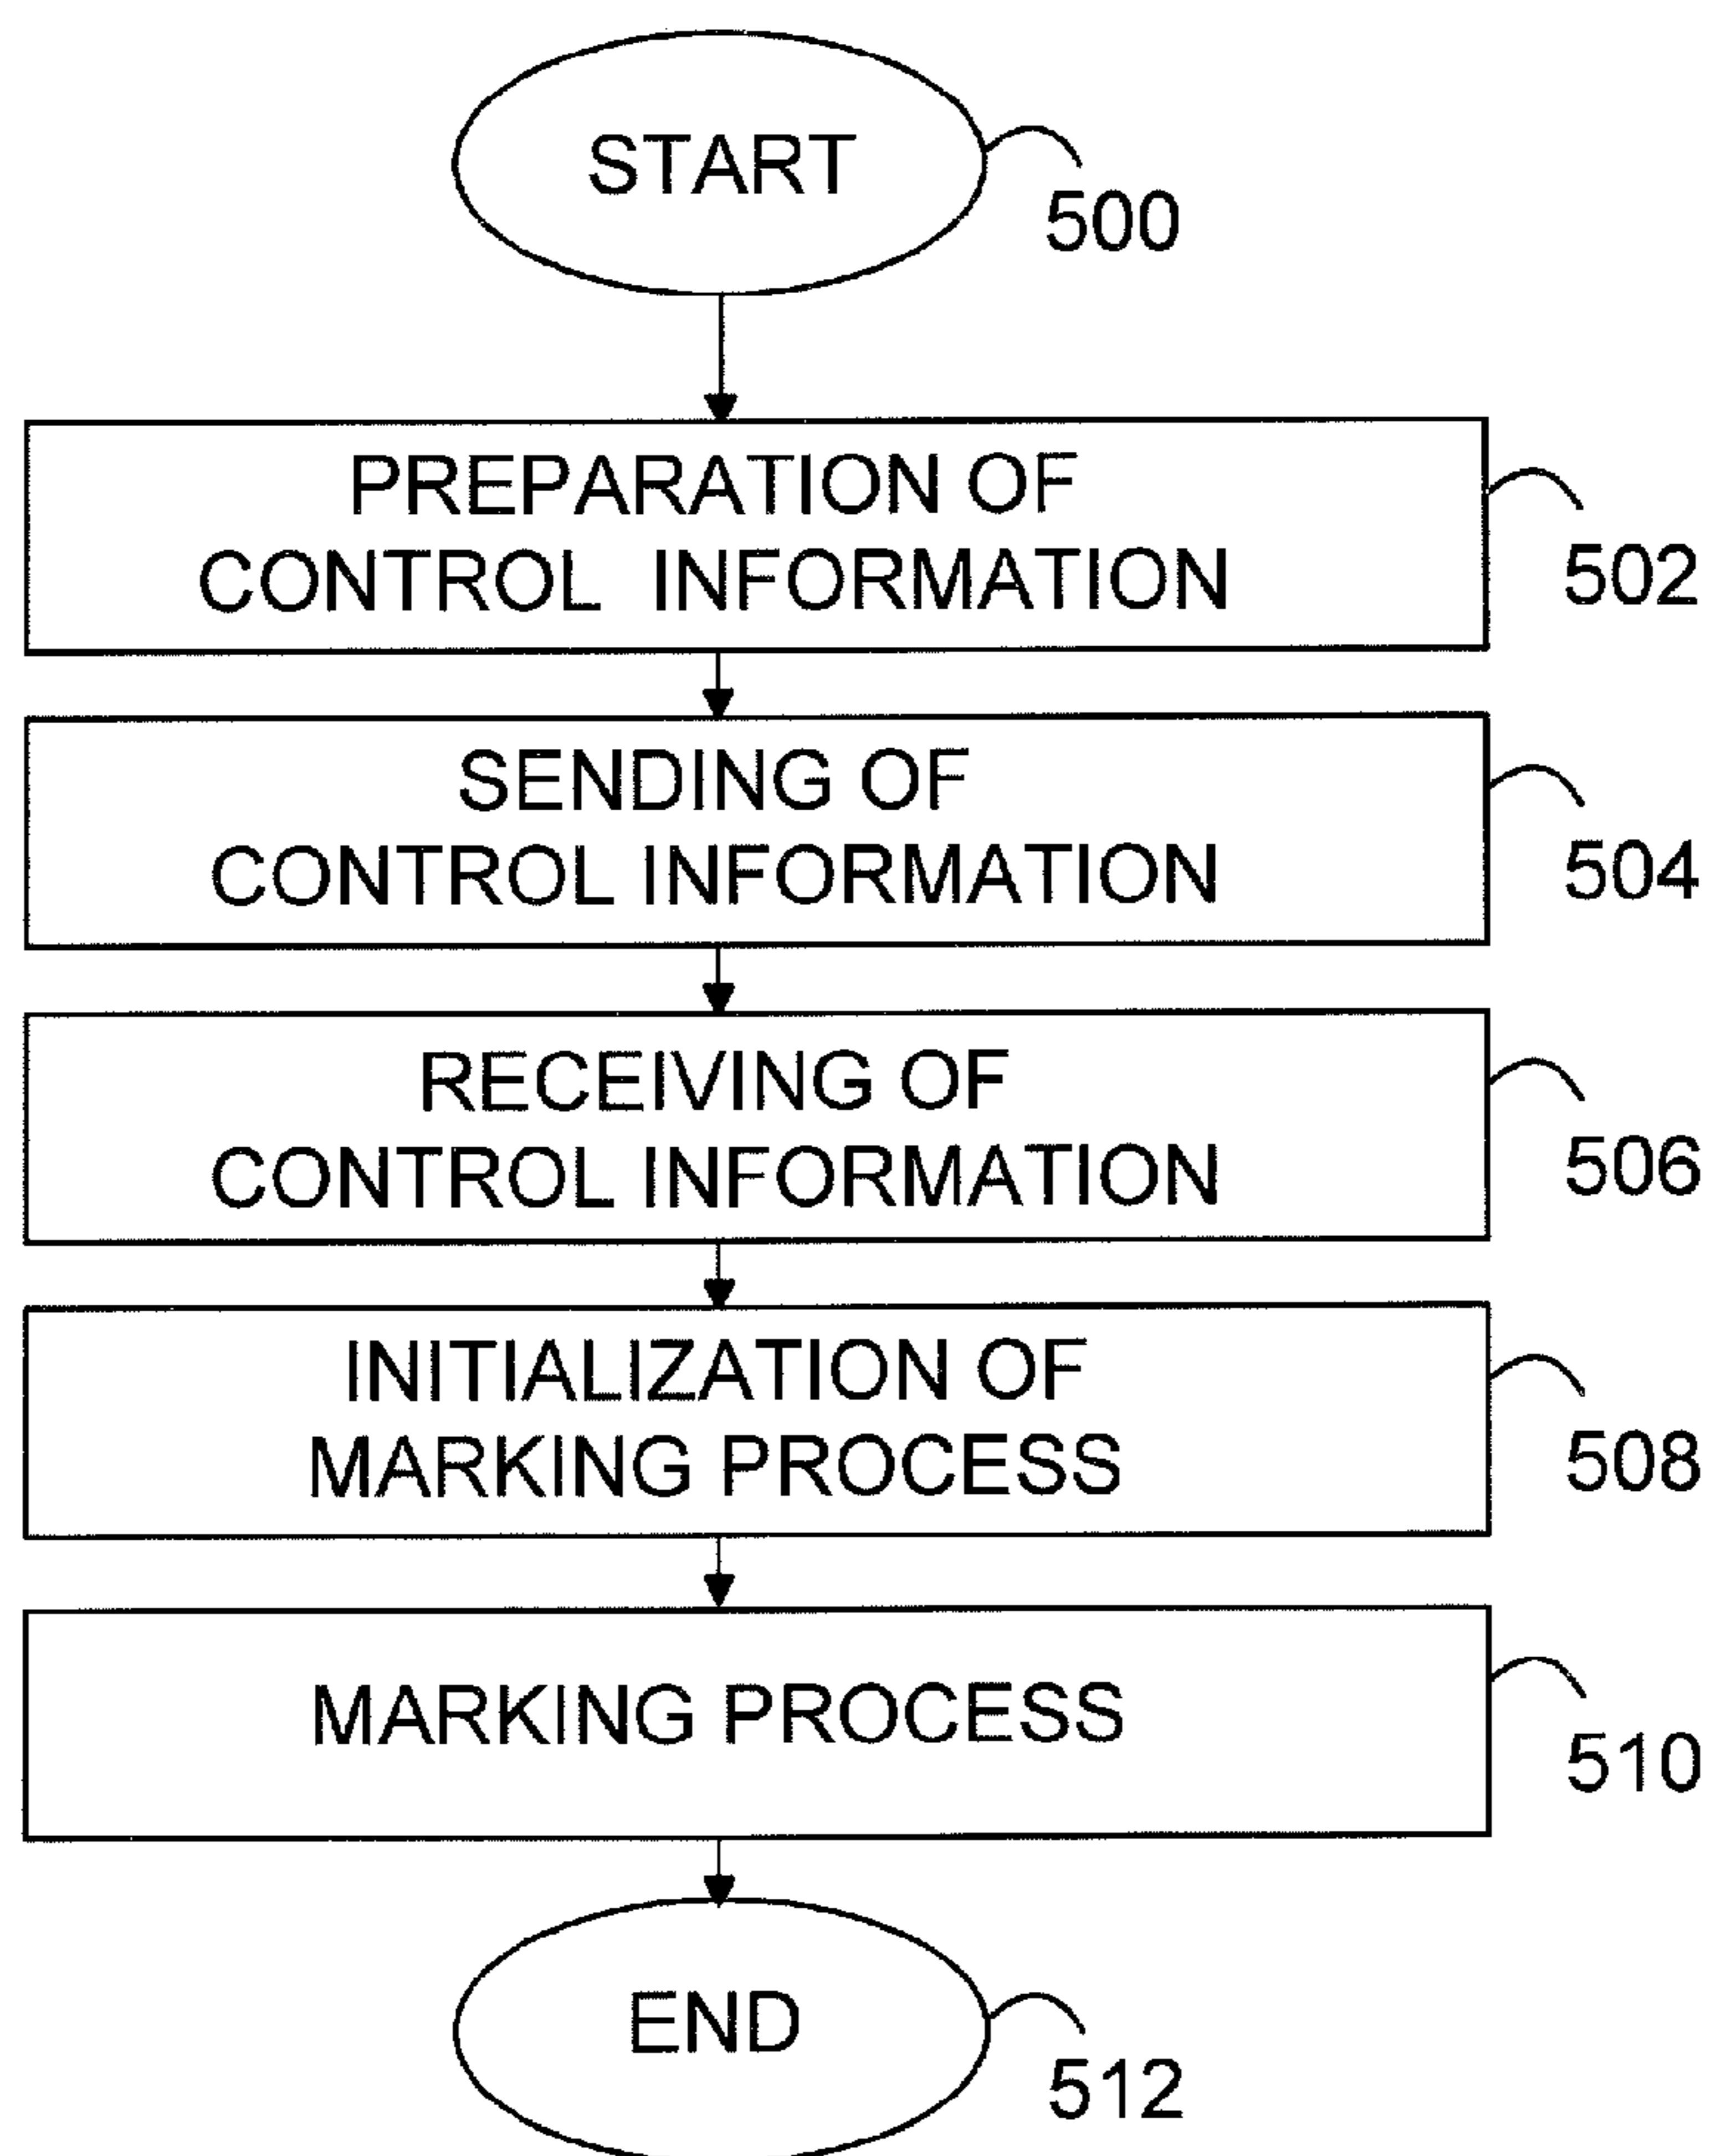 START
500
PREPARATION OF
CONTROL INFORMATION
502
SENDING OF
CONTROL INFORMATION
504
RECEIVING OF
CONTROL INFORMATION
506
INITIALIZATION OF
MARKING PROCESS
508
MARKING PROCESS
510
END
512